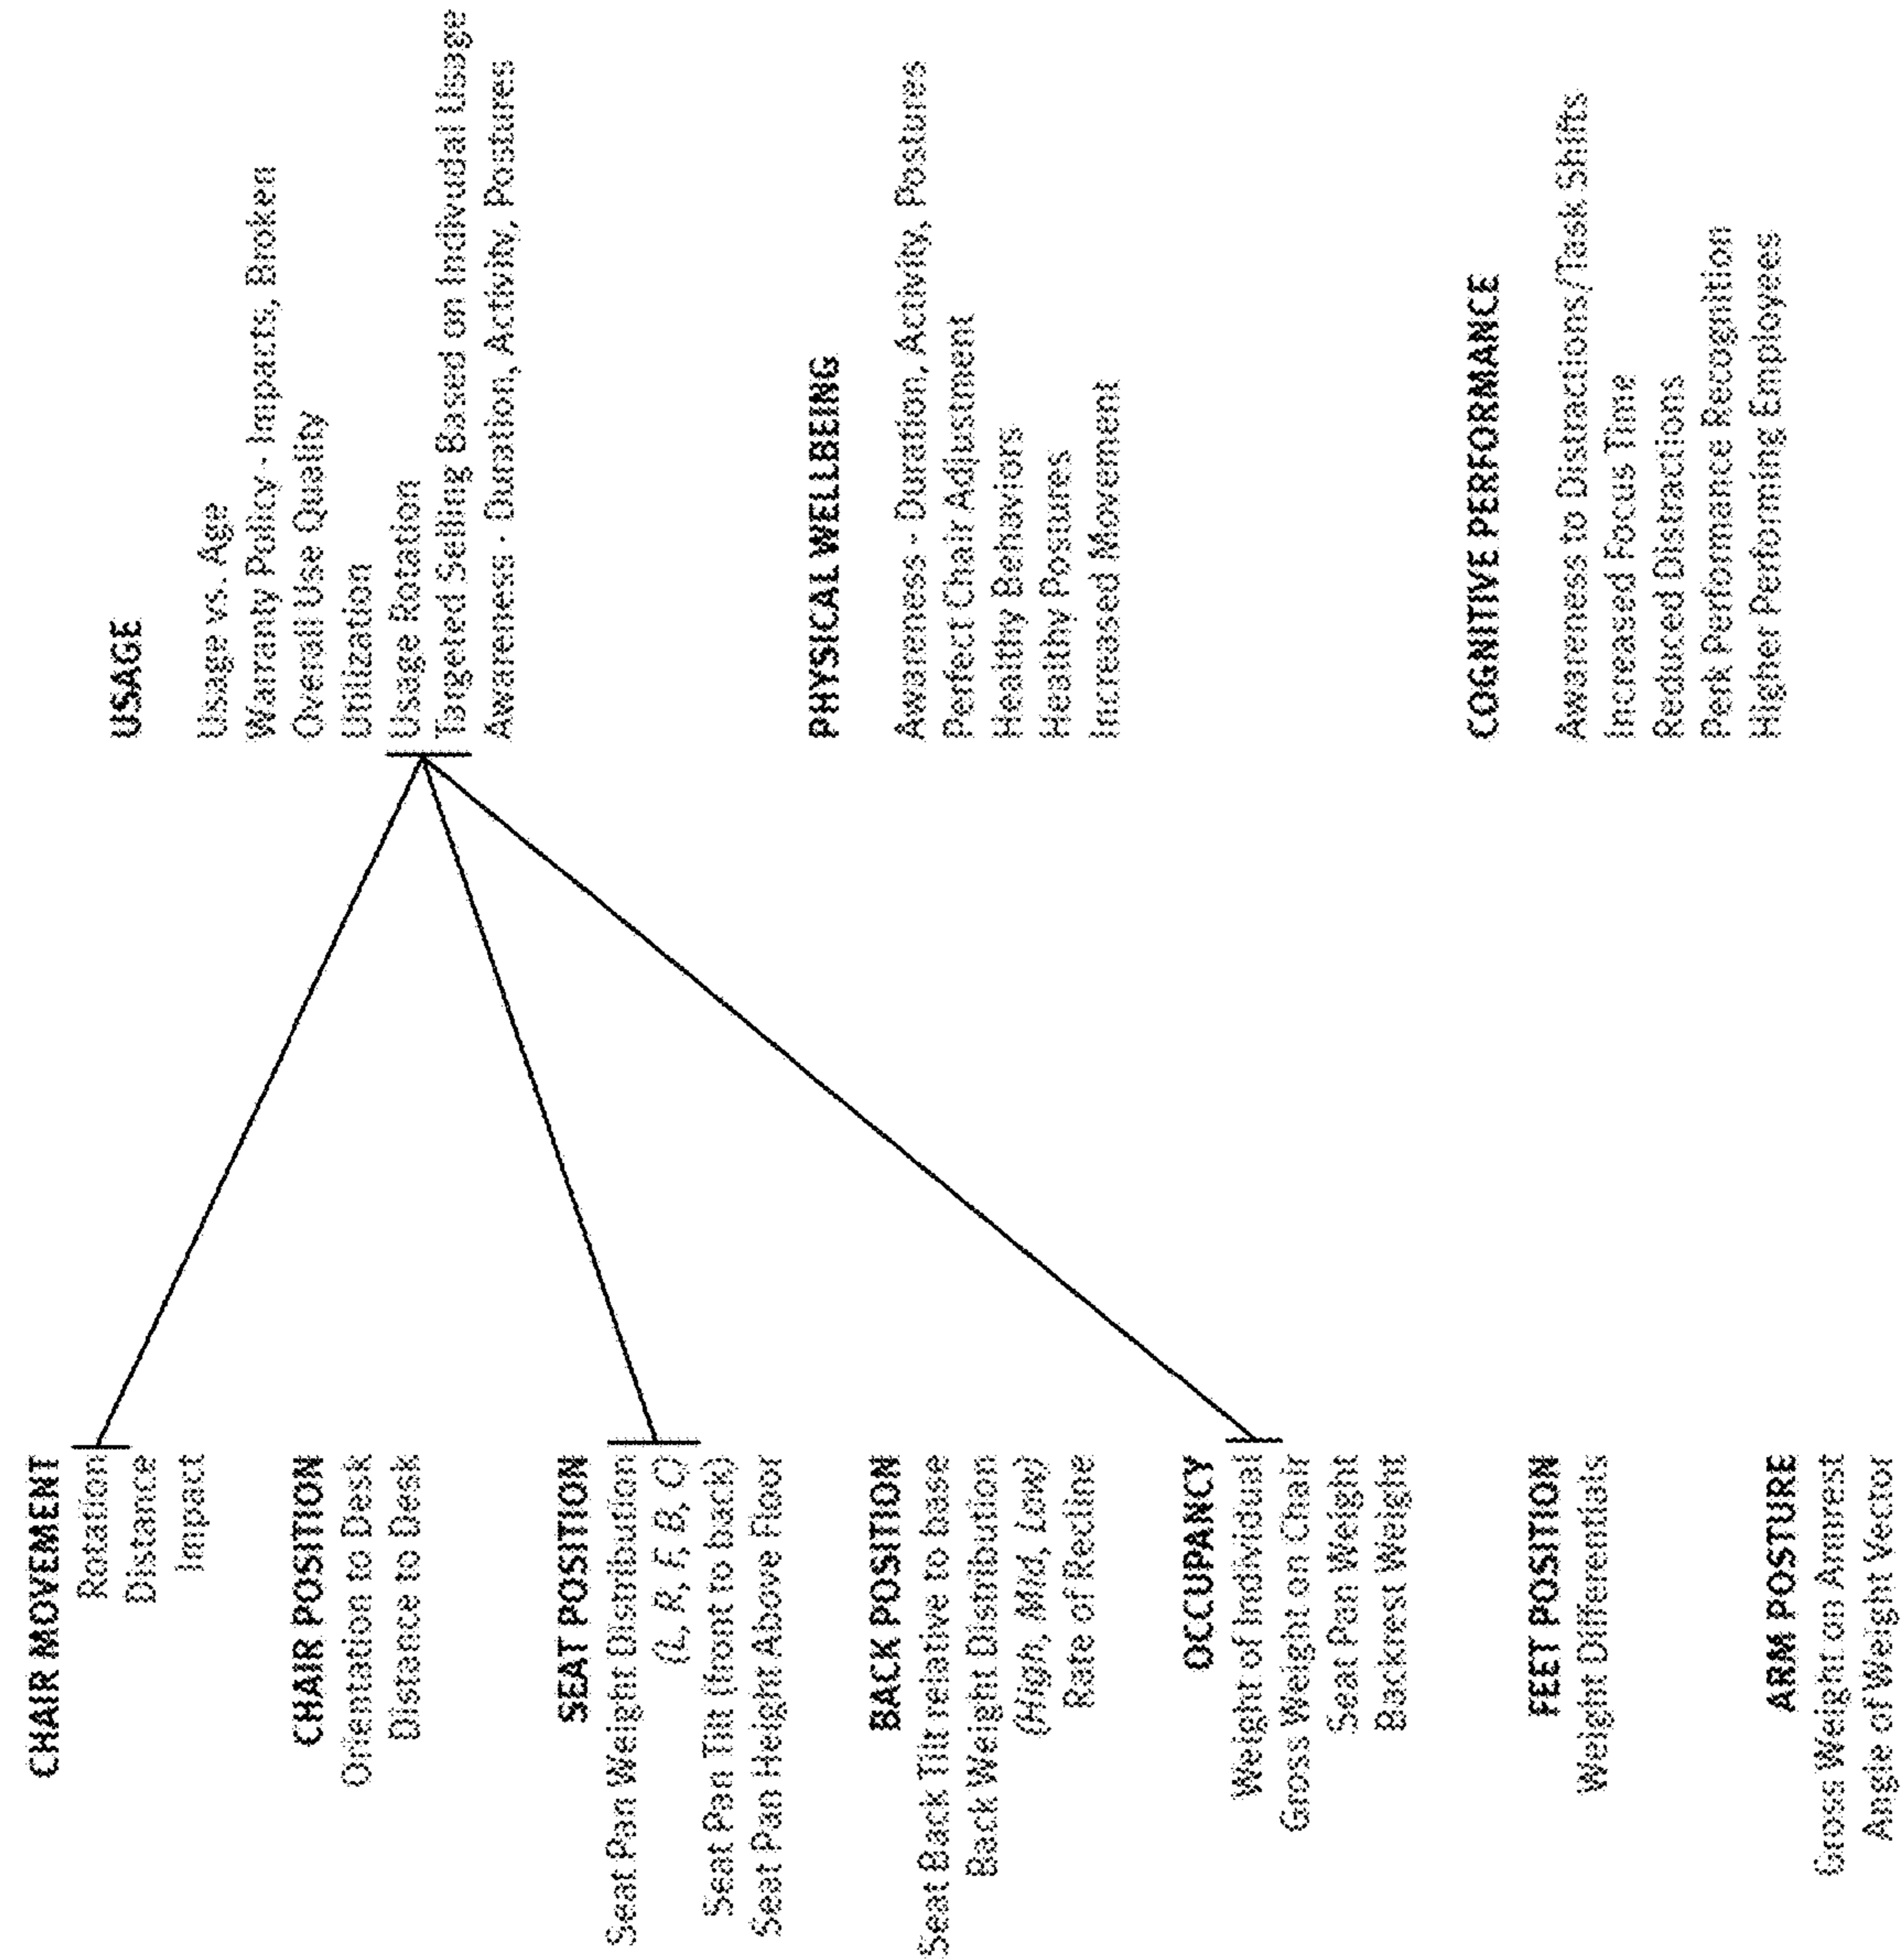 CHAIR MOVEMENT
Rotation
Distance
Impact
CHAIR POSITION
Orientation to Desk
Distance to Desk
SEAT POSITION
Seat Pan Weight Distribution
(L, R, F, B, C)
Seat Pan Tilt (front to back)
Seat Pan Height Above Floor
BACK POSITION
Seat Back Tilt relative to base
Back Weight Distribution
(High, Mid, Low)
Rate of Recline
OCCUPANCY
Weight of Individual
Gross Weight on Chair
Seat Pan Weight
Backrest Weight
FEET POSITION
Weight Differentials
ARM POSTURE
Gross Weight on Armrest
Angle of Weight Vector
USAGE
Usage vs. Age
Warranty Policy - Impacts, Broken
Overall Use Quality
Utilization
Usage Rotation
Targeted Selling Based on Indivudal Usage
Awareness - Duration, Activity, Postures
PHYSICAL WELLBEING
Awareness - Duration, Activity, Postures
Perfect Chair Adjustment
Healthy Behaviors
Healthy Postures
Increased Movement
COGNITIVE PERFORMANCE
Awareness to Distractions/Task Shifts
Increased Focus Time
Reduced Distractions
Perk Performance Recognition
Higher Performing Employees